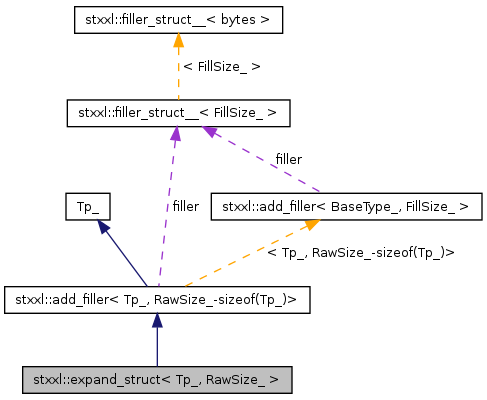 stxxl::filler_struct__< bytes >
< FillSize_ >
stxxl::filler_struct__< FillSize_ >
filler
Tp_
filler
stxxl::add_filler< BaseType_, FillSize_ >
< Tp_, RawSize_-sizeof(Tp_)>
stxxl::add_filler< Tp_, RawSize_-sizeof(Tp_)>
stxxl::expand_struct< Tp_, RawSize_ >